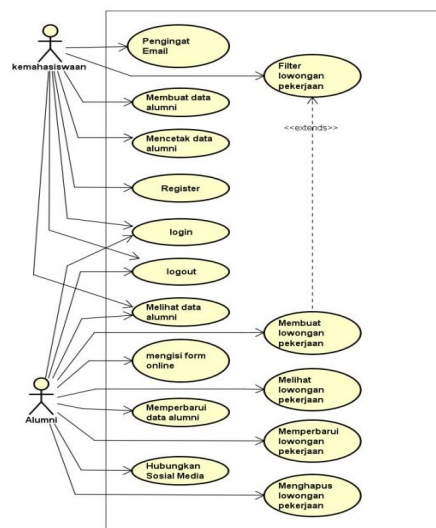 kemahasiswaan
Pengingat
Email
Filter
lowongan
pekerjaan
Membuat data
alumni
<<extends>>
Mencetak data
alumni
Register
login
logout
Melihat data
alumni
Membuat
lowongan
pekerjaan
mengisi form
online
Alumni
Melihat
lowongan
pekerjaan
Memperbarui
data alumni
Memperbarui
lowongan
pekerjaan
Hubungkan
Sosial Media
Menghapus
lowongan
pekerjaan